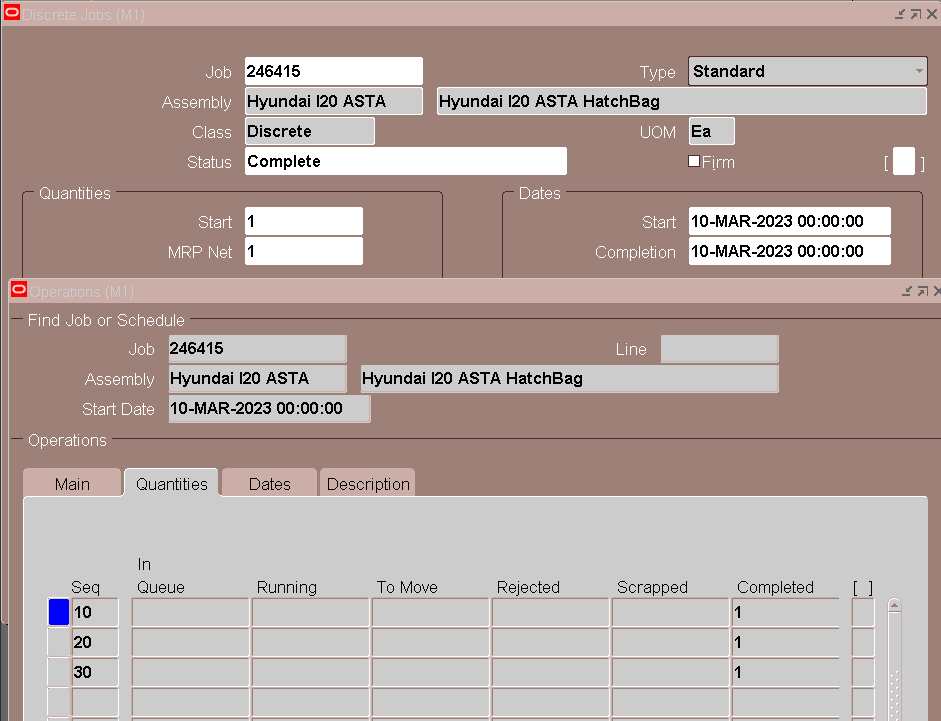 Discrete Jobs (M1)
Job 246415 Type Standard
Assembly Hyundai I20 ASTA Hyundai I20 ASTA HatchBag
Class Discrete UOM Ea
Status Complete Firm [ ]
Quantities Dates
Start 1 Start 10-MAR-2023 00:00:00
MRP Net 1 Completion 10-MAR-2023 00:00:00
Operations (M1)
Find Job or Schedule
Job 246415 Line
Assembly Hyundai I20 ASTA Hyundai I20 ASTA HatchBag
Start Date 10-MAR-2023 00:00:00
Operations
Main Quantities Dates Description
In
Seq Queue Running To Move Rejected Scrapped Completed [ ]
10 1
20 1
30 1